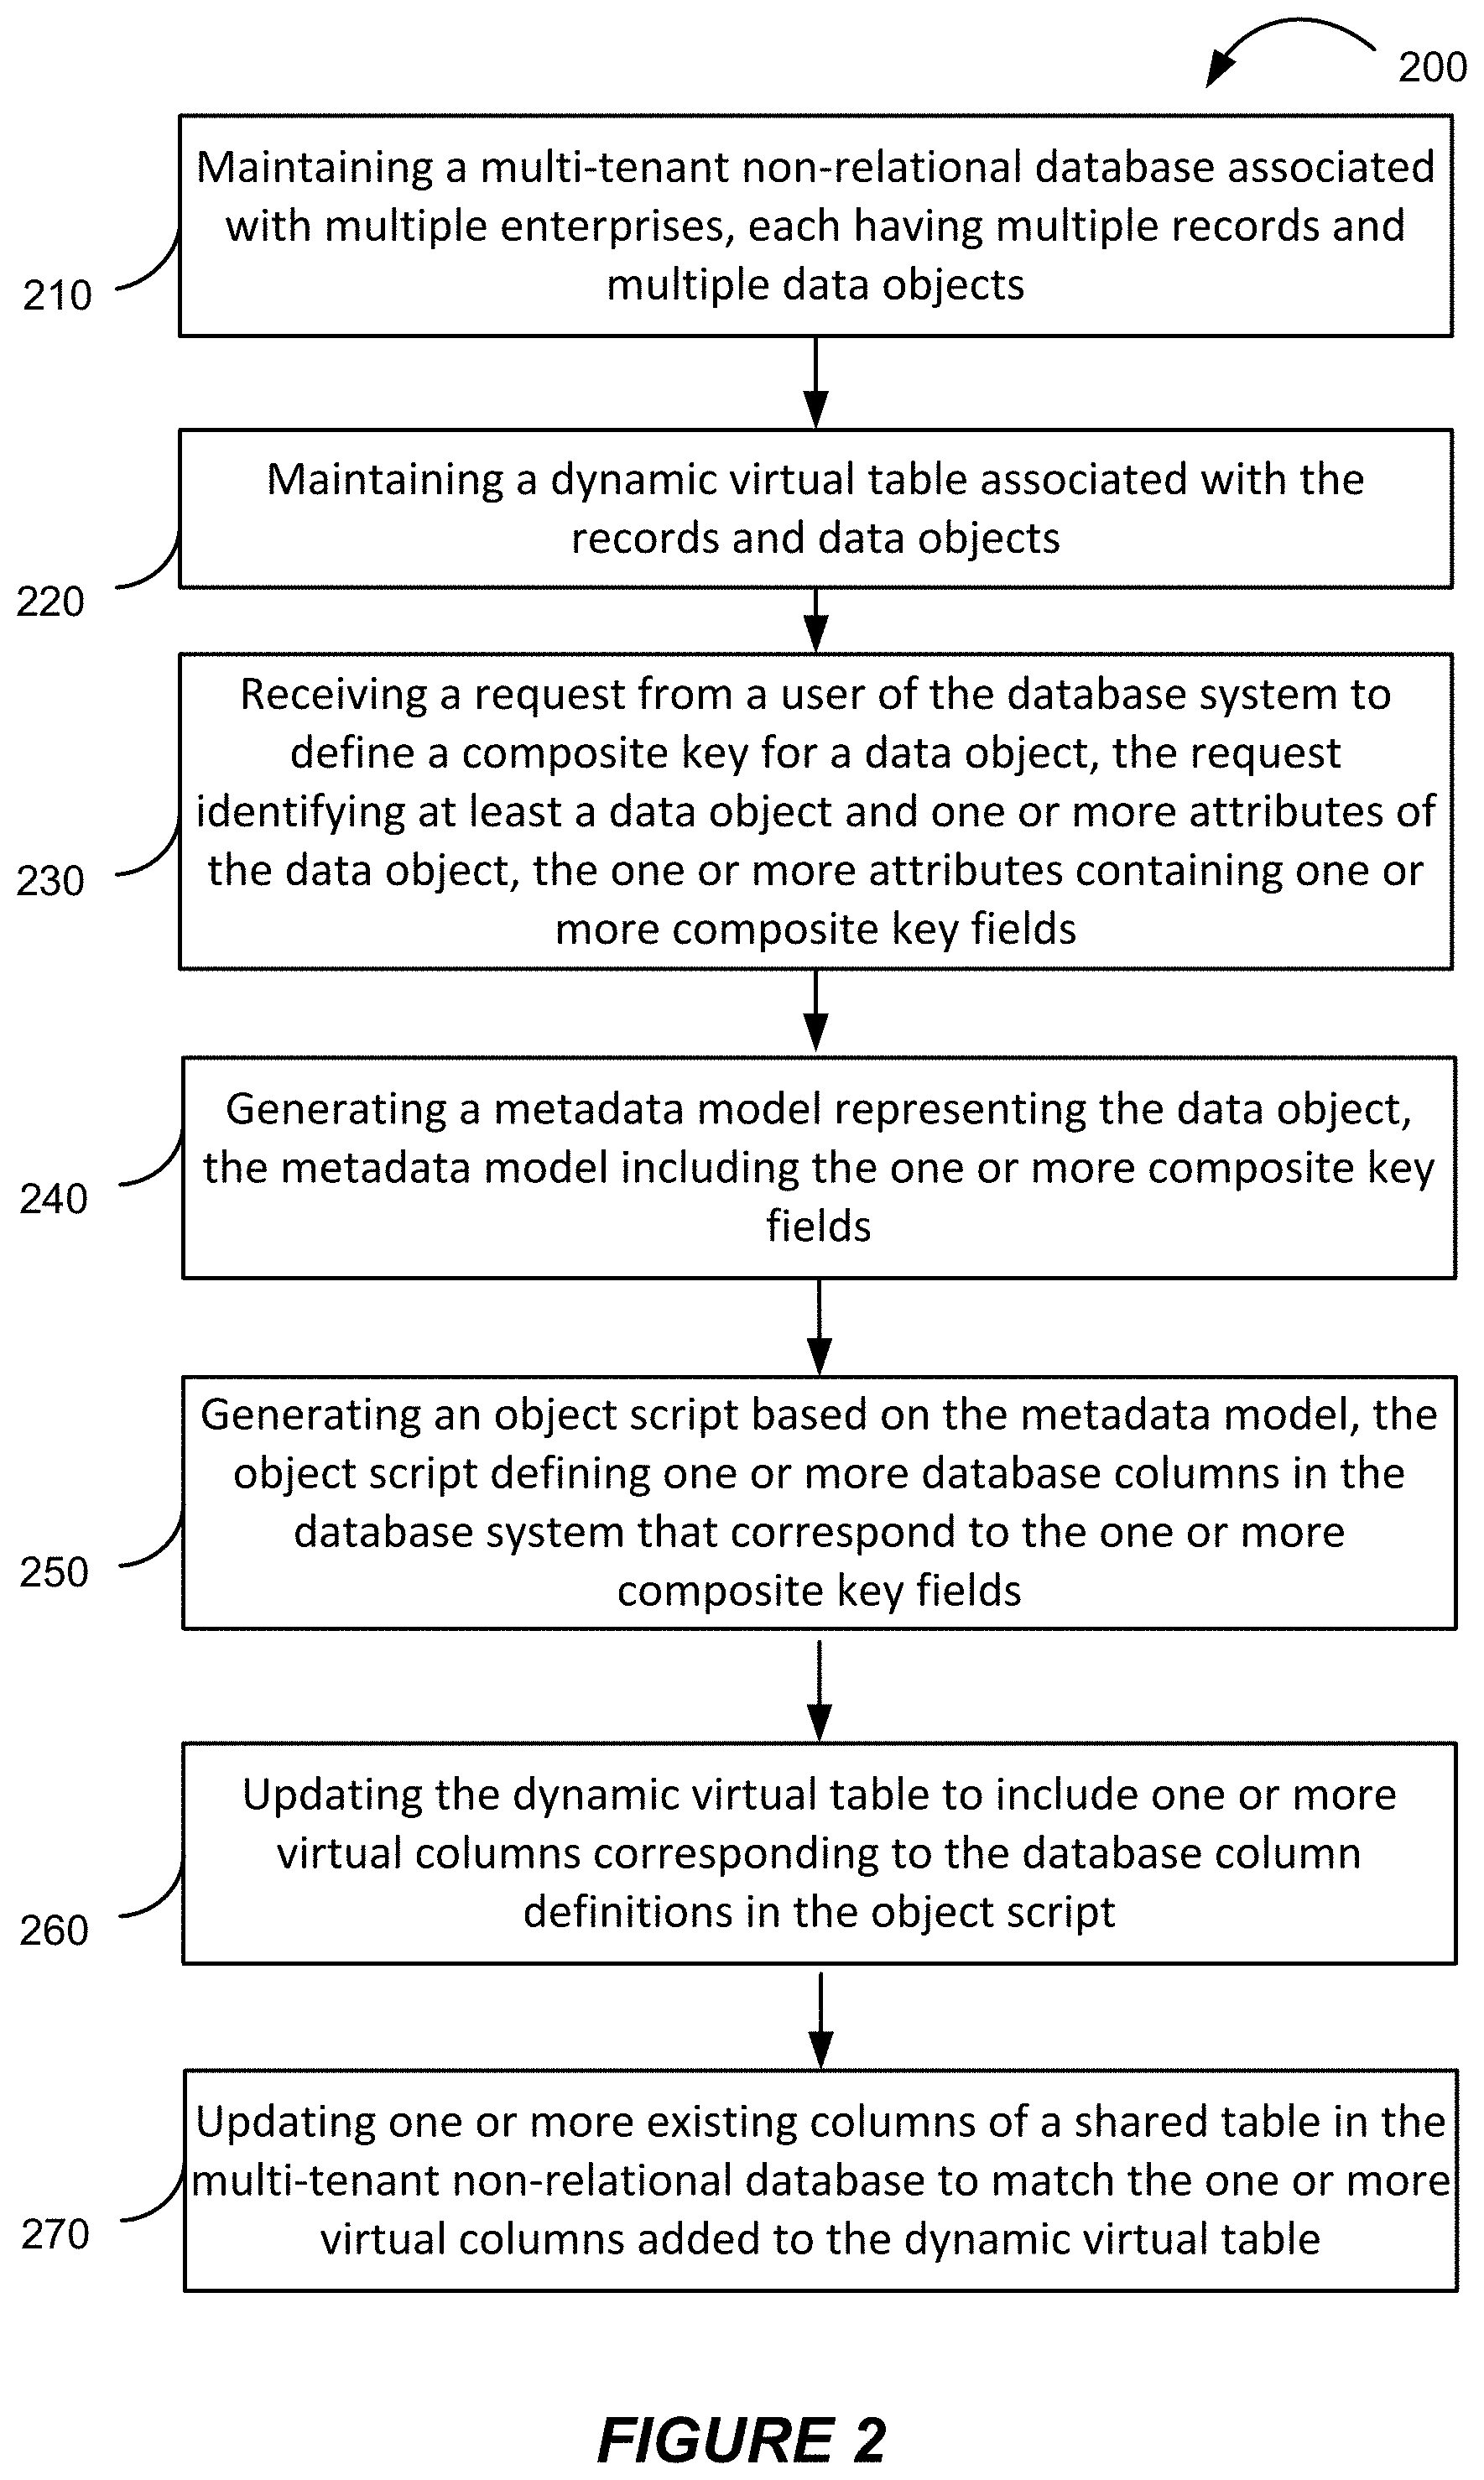 200
Maintaining a multi-tenant non-relational database associated
with multiple enterprises, each having multiple records and
multiple data objects
210
Maintaining a dynamic virtual table associated with the
records and data objects
220
Receiving a request from a user of the database system to
define a composite key for a data object, the request
identifying at least a data object and one or more attributes of
the data object, the one or more attributes containing one or
more composite key fields
230
Generating a metadata model representing the data object,
the metadata model including the one or more composite key
fields
240
Generating an object script based on the metadata model, the
object script defining one or more database columns in the
database system that correspond to the one or more
composite key fields
250
Updating the dynamic virtual table to include one or more
virtual columns corresponding to the database column
definitions in the object script
260
Updating one or more existing columns of a shared table in the
multi-tenant non-relational database to match the one or more
virtual columns added to the dynamic virtual table
270
FIGURE 2